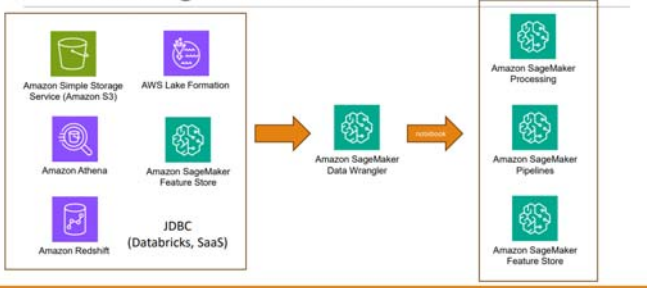 Amazon Simple Storage
Service (Amazon S3)
AWS Lake Formation
Amazon Athena
Amazon SageMaker
Feature Store
Amazon Redshift
JDBC
(Databricks, SaaS)
Amazon SageMaker
Data Wrangler
notebook
Amazon SageMaker
Processing
Amazon SageMaker
Pipelines
Amazon SageMaker
Feature Store